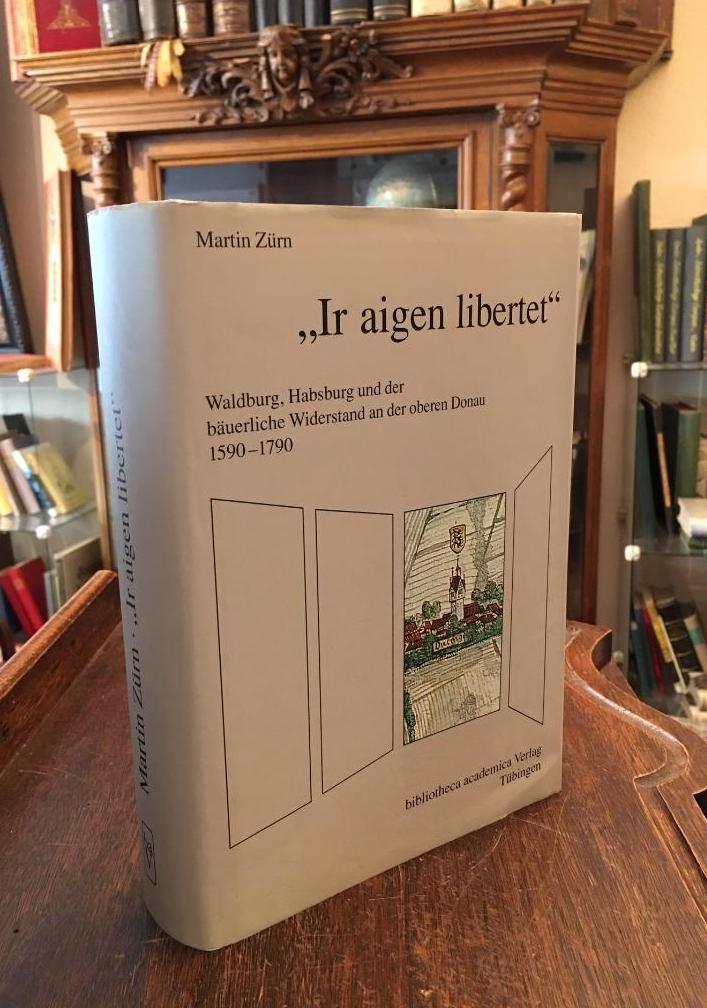 Martin Zürn
„Ir aigen libertet“
Waldburg, Habsburg und der
bäuerliche Widerstand an der oberen Donau
1590–1790
bibliotheca academica Verlag
Tübingen
Martin Zürn · „Ir aigen libertet“